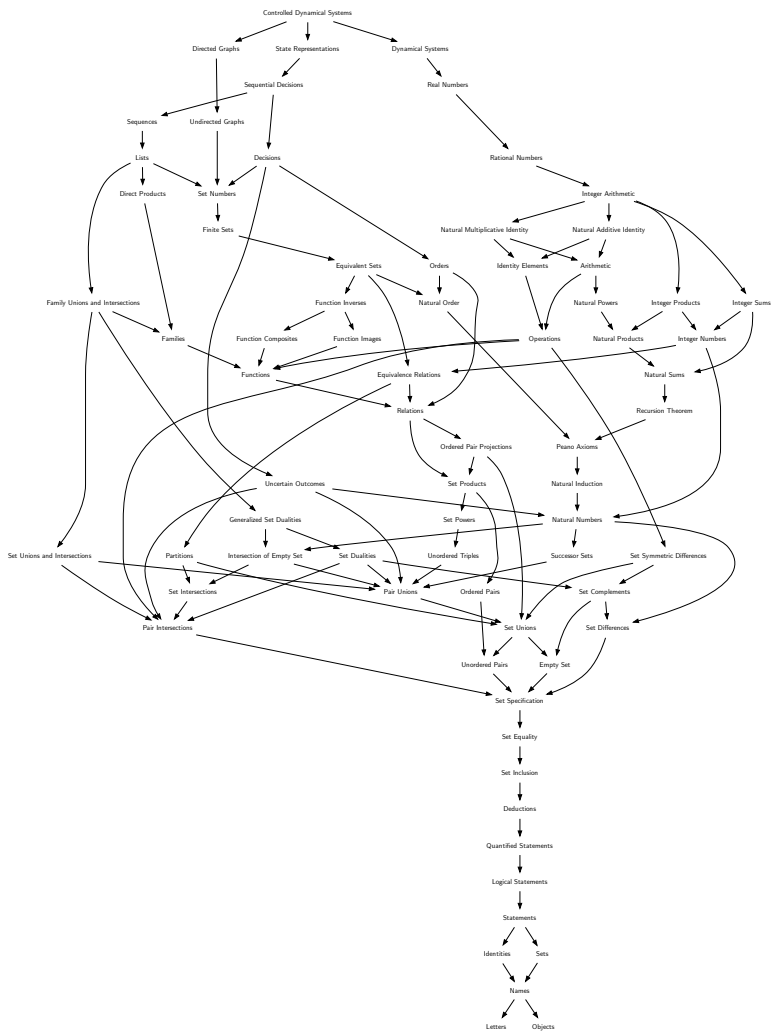 Controlled Dynamical Systems
Directed Graphs
State Representations
Dynamical Systems
Sequential Decisions
Real Numbers
Sequences
Undirected Graphs
Lists
Decisions
Rational Numbers
Direct Products
Set Numbers
Integer Arithmetic
Finite Sets
Natural Multiplicative Identity
Natural Additive Identity
Equivalent Sets
Orders
Identity Elements
Arithmetic
Family Unions and Intersections
Function Inverses
Natural Order
Natural Powers
Integer Products
Integer Sums
Families
Function Composites
Function Images
Operations
Natural Products
Integer Numbers
Functions
Equivalence Relations
Natural Sums
Relations
Recursion Theorem
Ordered Pair Projections
Peano Axioms
Uncertain Outcomes
Set Products
Natural Induction
Generalized Set Dualities
Set Powers
Natural Numbers
Set Unions and Intersections
Partitions
Intersection of Empty Set
Set Dualities
Unordered Triples
Successor Sets
Set Symmetric Differences
Set Intersections
Pair Unions
Ordered Pairs
Set Complements
Pair Intersections
Set Unions
Set Differences
Unordered Pairs
Empty Set
Set Specification
Set Equality
Set Inclusion
Deductions
Quantified Statements
Logical Statements
Statements
Identities
Sets
Names
Letters
Objects